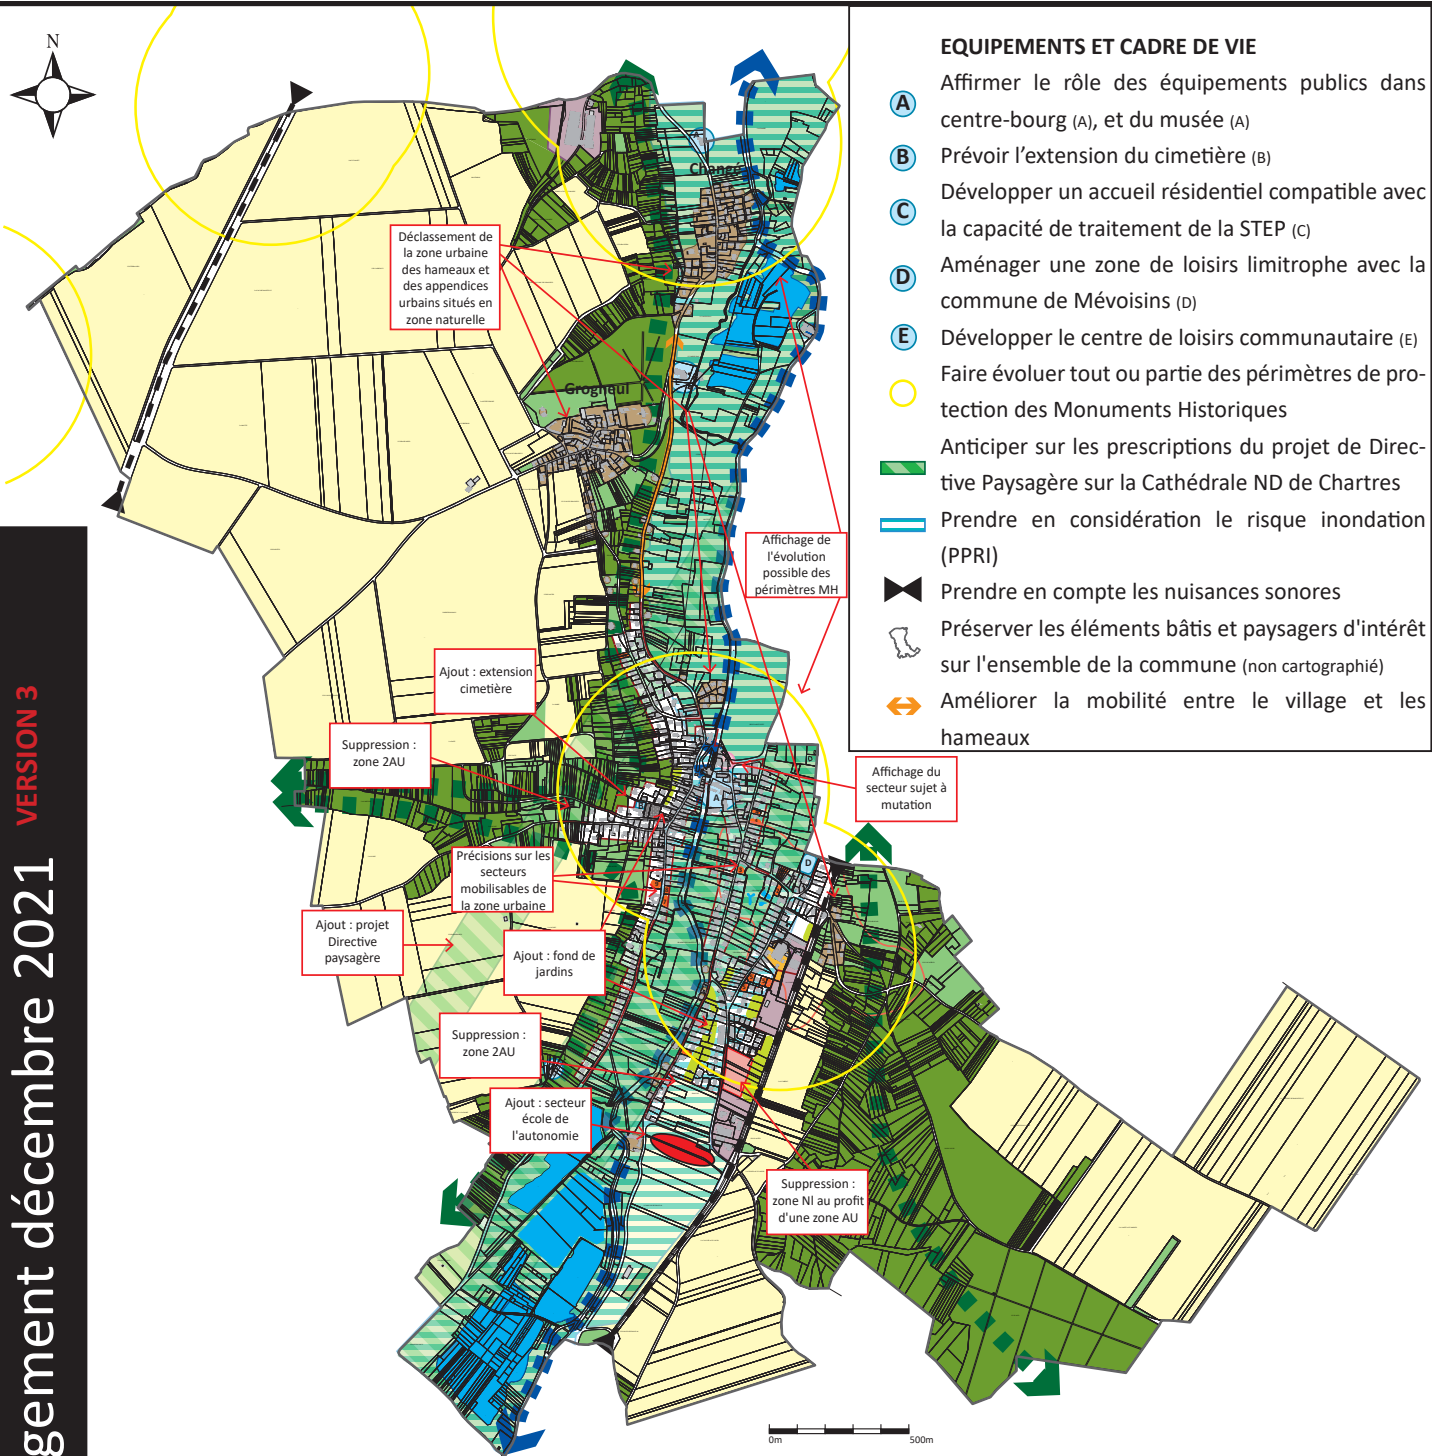 N
EQUIPEMENTS ET CADRE DE VIE
A
Affirmer le rôle des équipements publics dans
centre-bourg (A), et du musée (A)
B
Prévoir l'extension du cimetière (B)
C
Développer un accueil résidentiel compatible avec
la capacité de traitement de la STEP (C)
D
Aménager une zone de loisirs limitrophe avec la
commune de Mévoisins (D)
E
Développer le centre de loisirs communautaire (E)
Faire évoluer tout ou partie des périmètres de pro-
tection des Monuments Historiques
Anticiper sur les prescriptions du projet de Direc-
tive Paysagère sur la Cathédrale ND de Chartres
Prendre en considération le risque inondation
(PPRI)
Prendre en compte les nuisances sonores
Préserver les éléments bâtis et paysagers d'intérêt
sur l'ensemble de la commune (non cartographié)
Améliorer la mobilité entre le village et les
hameaux
Déclassement de
la zone urbaine
des hameaux et
des appendices
urbains situés en
zone naturelle
Grogneul
Affichage de
l'évolution
possible des
périmètres MH
Ajout : extension
cimetière
Suppression :
zone 2AU
Affichage du
secteur sujet à
mutation
A
B
D
Précisions sur les
secteurs
mobilisables de
la zone urbaine
Ajout : projet
Directive
paysagère
Ajout : fond de
jardins
Suppression :
zone 2AU
Ajout : secteur
école de
l'autonomie
Suppression :
zone Nl au profit
d'une zone AU
0m
500m
gement décembre 2021 VERSION 3